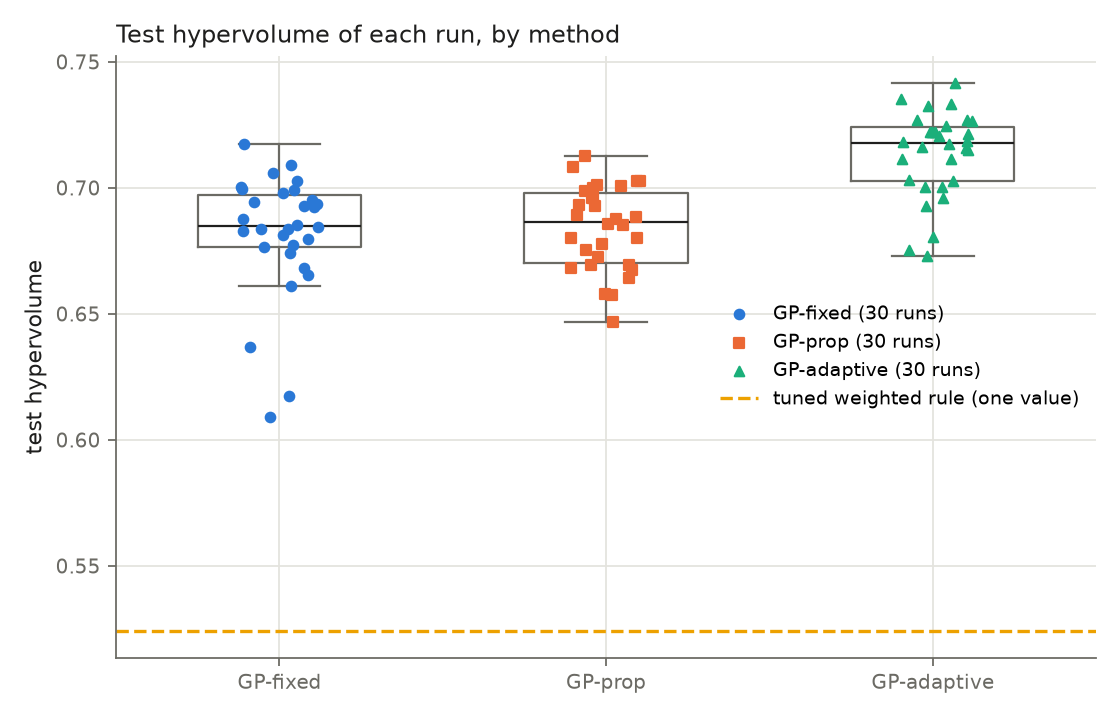 Test hypervolume of each run, by method
0.75
0.70
0.65
0.60
0.55
test hypervolume
GP-fixed (30 runs)
GP-prop (30 runs)
GP-adaptive (30 runs)
tuned weighted rule (one value)
GP-fixed
GP-prop
GP-adaptive